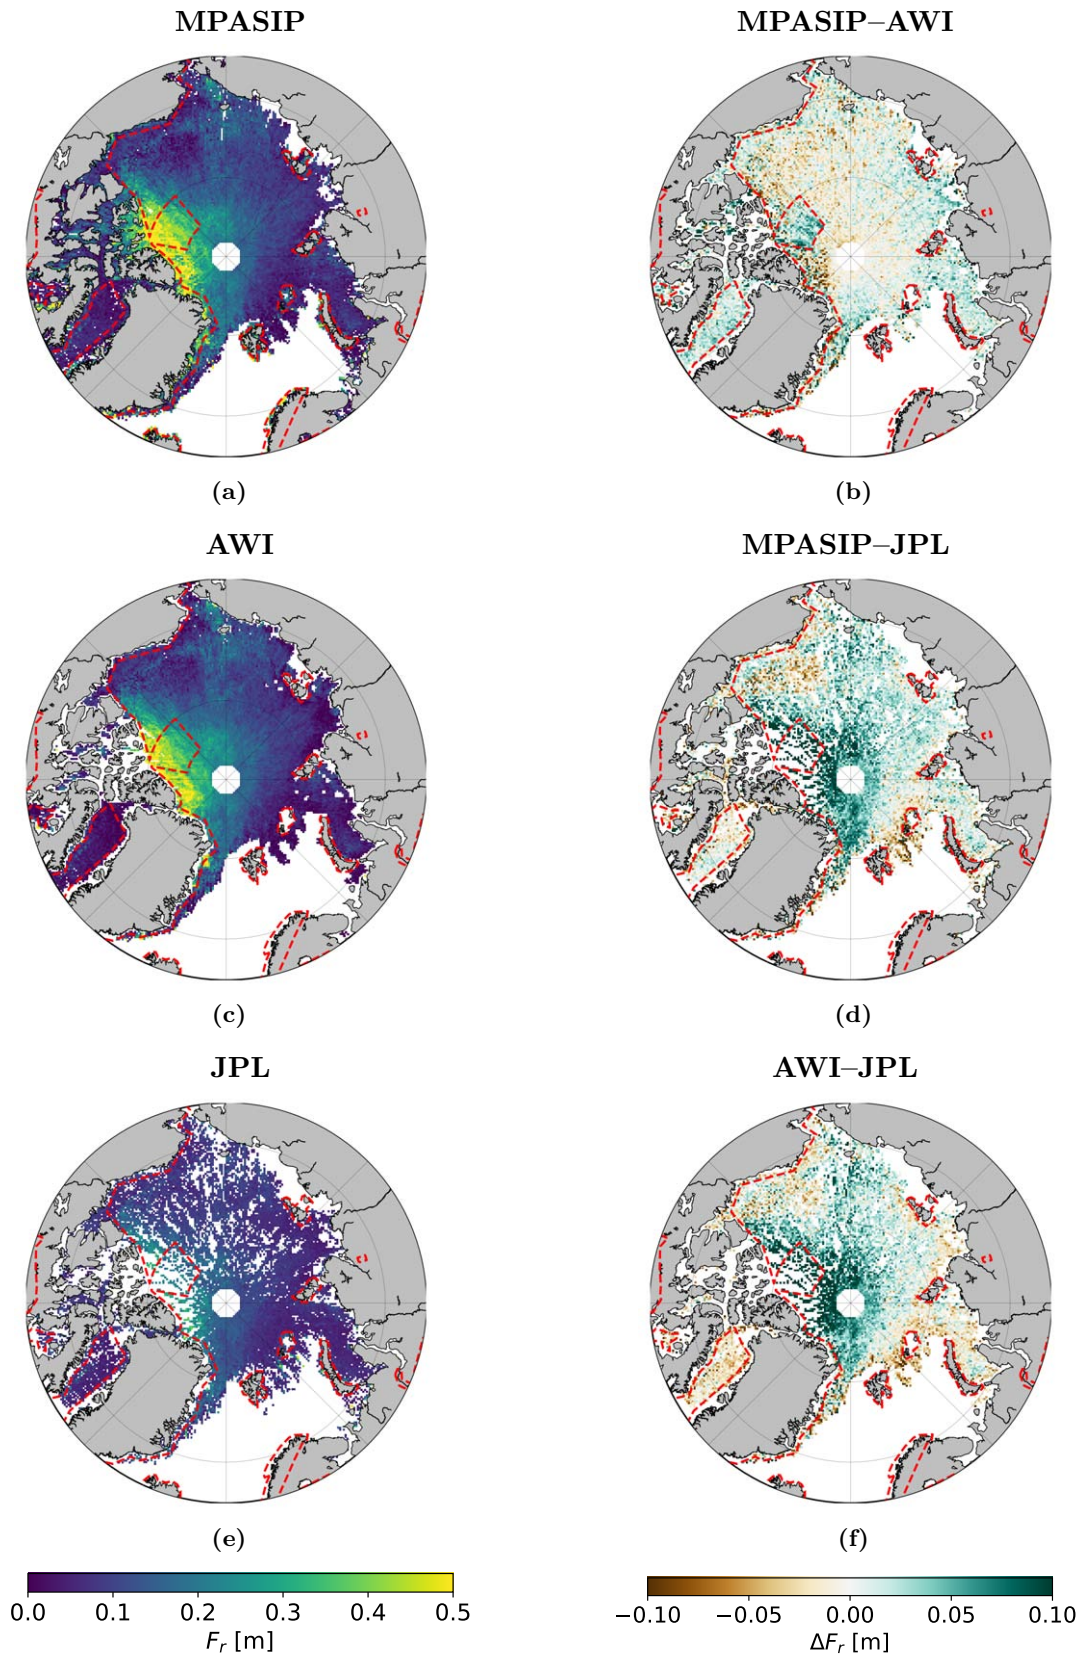 MPASIP
MPASIP–AWI
(a)
(b)
AWI
MPASIP–JPL
(c)
(d)
JPL
AWI–JPL
(e)
(f)
0.0 0.1 0.2 0.3 0.4 0.5
F_r [m]
−0.10 −0.05 0.00 0.05 0.10
ΔF_r [m]